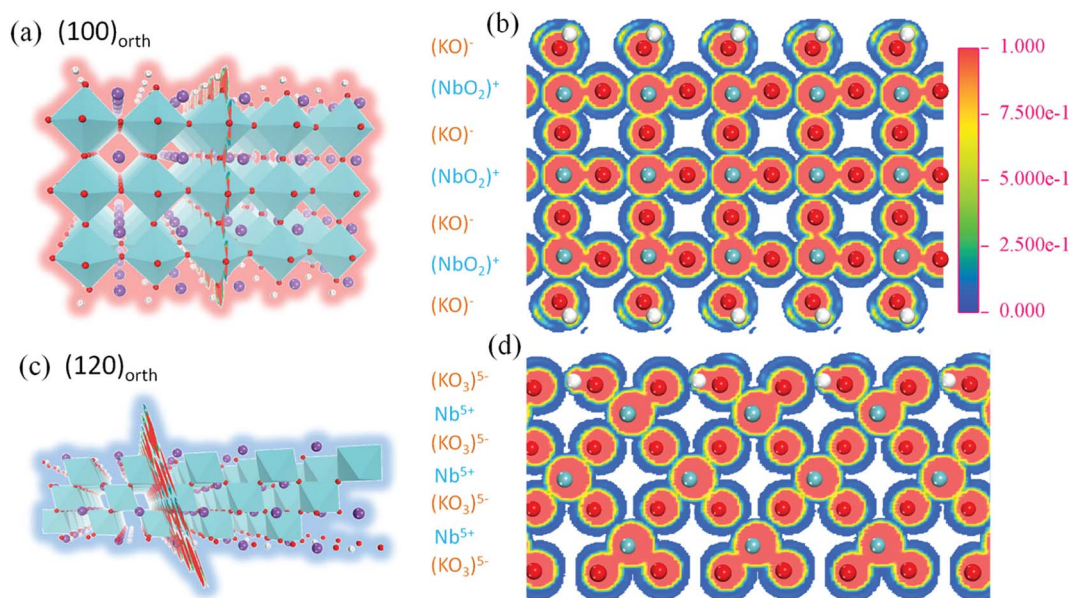 (a) (100)orth
(b)
(KO)⁻
(NbO₂)⁺
(KO)⁻
(NbO₂)⁺
(KO)⁻
(NbO₂)⁺
(KO)⁻
1.000
7.500e-1
5.000e-1
2.500e-1
0.000
(c) (120)orth
(d)
(KO₃)⁵⁻
Nb⁵⁺
(KO₃)⁵⁻
Nb⁵⁺
(KO₃)⁵⁻
Nb⁵⁺
(KO₃)⁵⁻